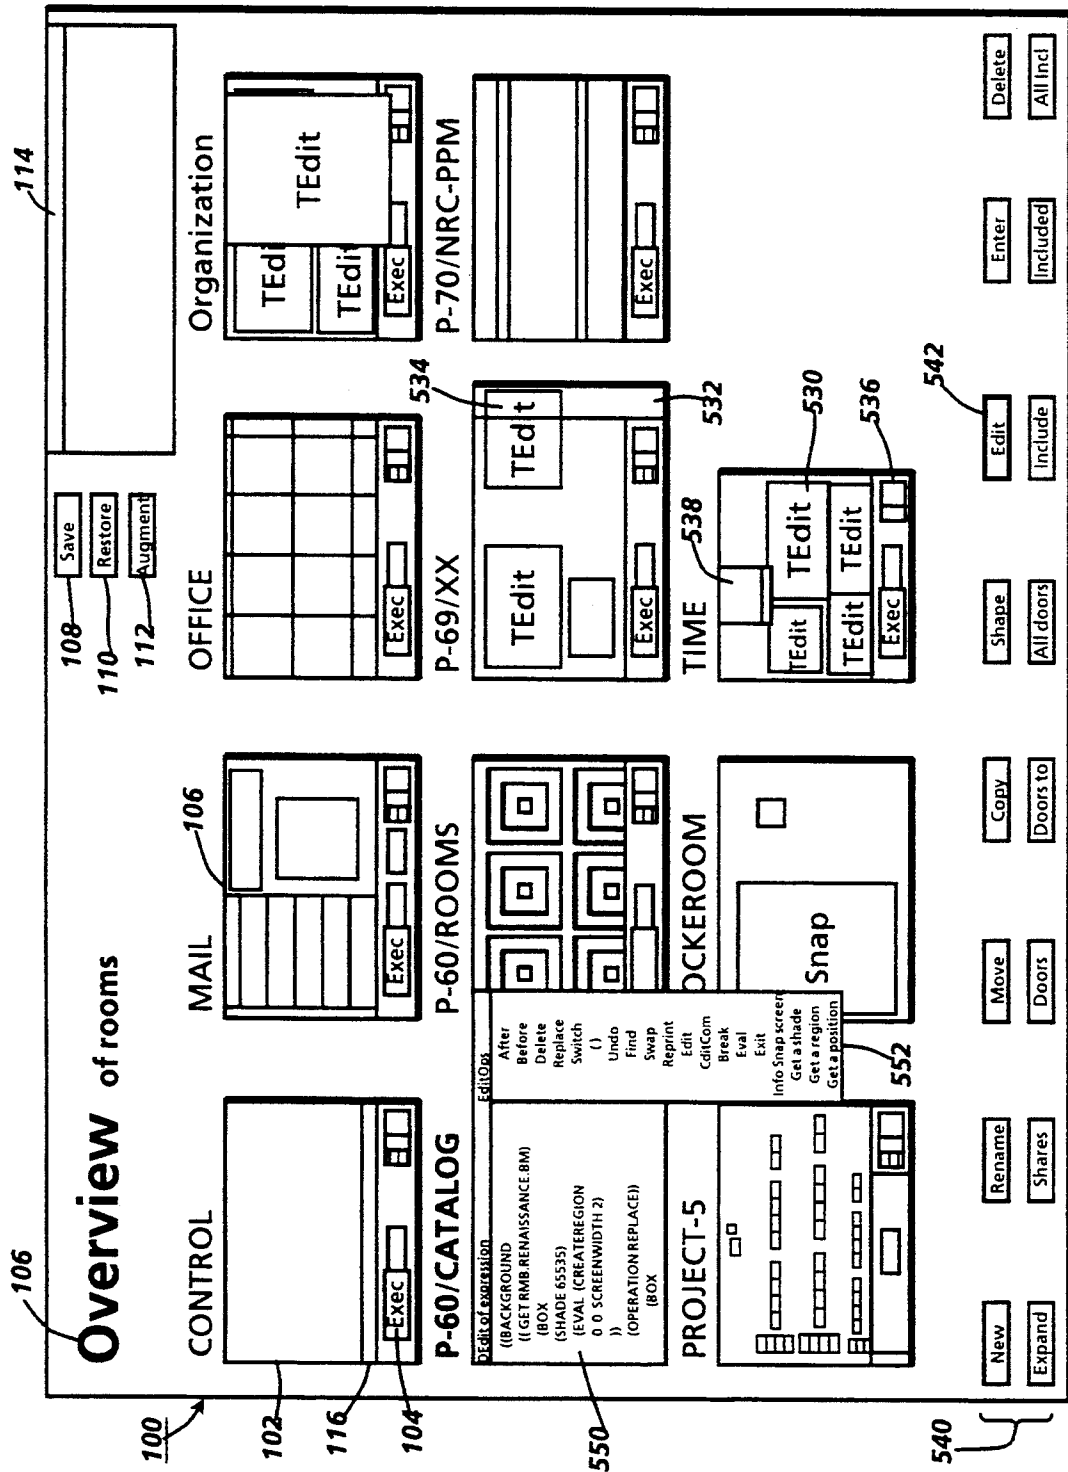 114
106
Overview of rooms
108
Save
110
Restore
112
Augment
100
CONTROL
MAIL
106
OFFICE
Organization
102
116
104
Exec
Exec
Exec
TEdi
TEdit
TEdit
Exec
P-60/CATALOG
P-60/ROOMS
P-69/XX
534
P-70/NRC-PPM
DEdit of expression
((BACKGROUND
(( GET RMB.RENAISSANCE.BM)
(BOX
(SHADE 65535)
(EVAL (CREATEREGION
0 0 SCREENWIDTH 2)
))
(OPERATION REPLACE))
(BOX
550
EditOps
After
Before
Delete
Replace
Switch
( )
Undo
Find
Swap
Reprint
Edit
CditCom
Break
Eval
Exit
Info Snap screen
Get a shade
Get a region
Get a position
552
TEdit
TEdit
Exec
532
Exec
PROJECT-5
OCKEROOM
Snap
TIME
538
TEdit
TEdit
530
TEdit
TEdit
Exec
536
542
540
New
Rename
Move
Copy
Shape
Edit
Enter
Delete
Expand
Shares
Doors
Doors to
All doors
Include
Included
All Incl